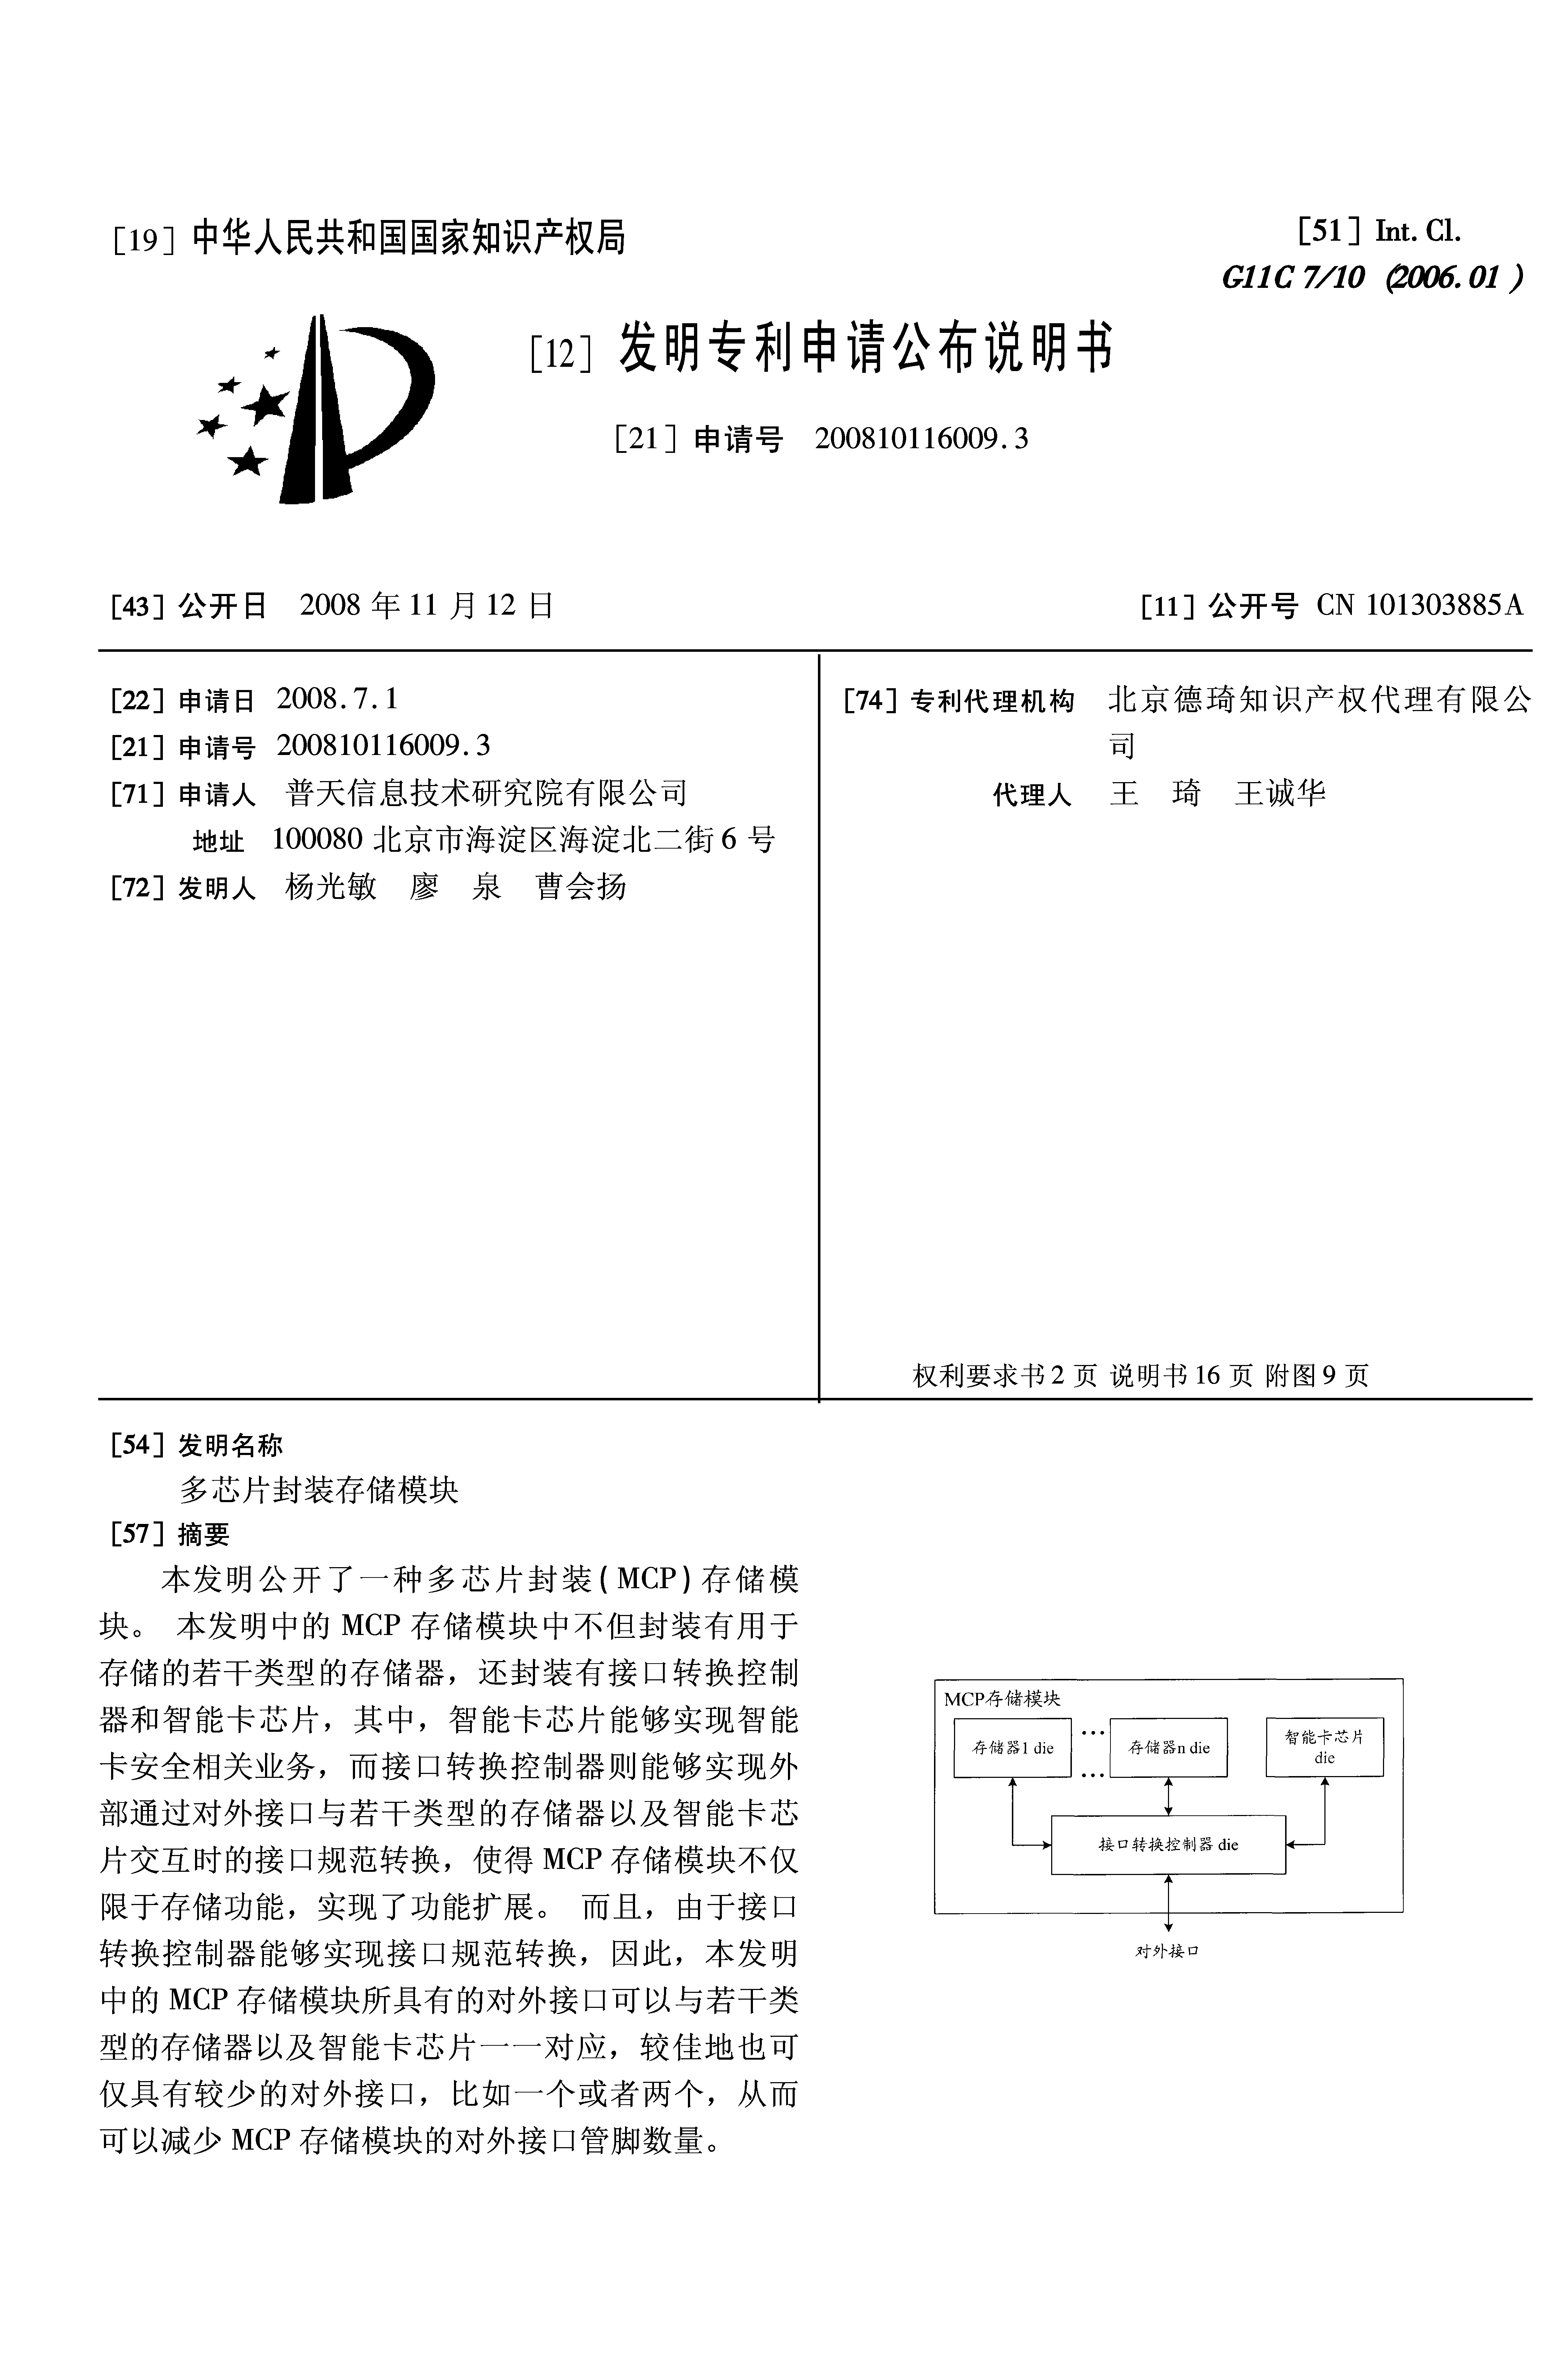 [19] 中华人民共和国国家知识产权局
[51] Int. Cl.
G11C 7/10 (2006.01)
[12] 发明专利申请公布说明书
[21] 申请号 200810116009.3
[43] 公开日 2008 年 11 月 12 日
[11] 公开号 CN 101303885A
[22] 申请日 2008.7.1
[21] 申请号 200810116009.3
[71] 申请人 普天信息技术研究院有限公司
地址 100080 北京市海淀区海淀北二街 6 号
[72] 发明人 杨光敏 廖 泉 曹会扬
[74] 专利代理机构 北京德琦知识产权代理有限公
司
代理人 王 琦 王诚华
权利要求书 2 页 说明书 16 页 附图 9 页
[54] 发明名称
多芯片封装存储模块
[57] 摘要
本发明公开了一种多芯片封装(MCP)存储模
块。 本发明中的 MCP 存储模块中不但封装有用于
存储的若干类型的存储器，还封装有接口转换控制
器和智能卡芯片，其中，智能卡芯片能够实现智能
卡安全相关业务，而接口转换控制器则能够实现外
部通过对外接口与若干类型的存储器以及智能卡芯
片交互时的接口规范转换，使得 MCP 存储模块不仅
限于存储功能，实现了功能扩展。 而且，由于接口
转换控制器能够实现接口规范转换，因此，本发明
中的 MCP 存储模块所具有的对外接口可以与若干类
型的存储器以及智能卡芯片一一对应，较佳地也可
仅具有较少的对外接口，比如一个或者两个，从而
可以减少 MCP 存储模块的对外接口管脚数量。
MCP存储模块
存储器1 die
…
存储器n die
智能卡芯片
die
…
接口转换控制器 die
对外接口